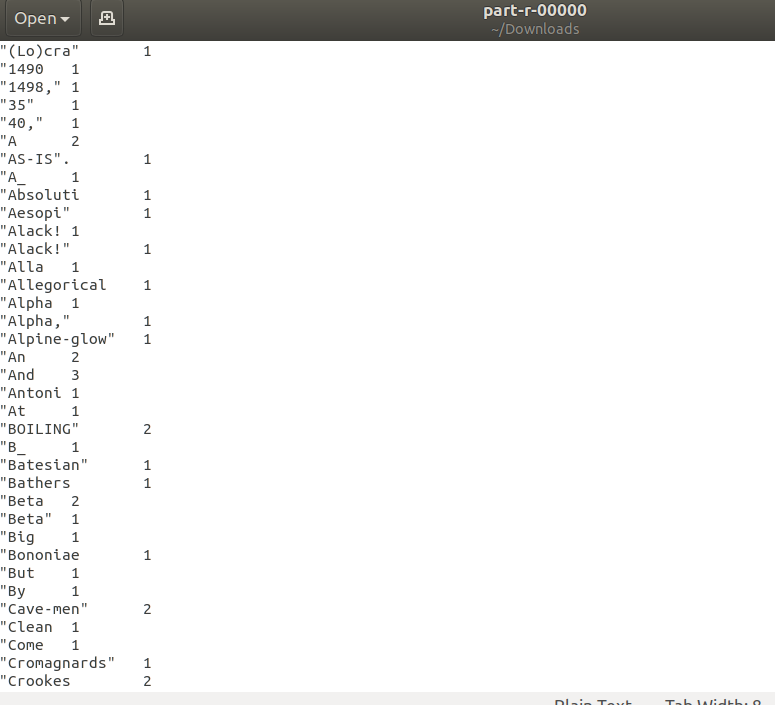 Open
part-r-00000
~/Downloads
"(Lo)cra" 1
"1490 1
"1498," 1
"35" 1
"40," 1
"A 2
"AS-IS". 1
"A_ 1
"Absoluti 1
"Aesopi" 1
"Alack! 1
"Alack!" 1
"Alla 1
"Allegorical 1
"Alpha 1
"Alpha," 1
"Alpine-glow" 1
"An 2
"And 3
"Antoni 1
"At 1
"BOILING" 2
"B_ 1
"Batesian" 1
"Bathers 1
"Beta 2
"Beta" 1
"Big 1
"Bononiae 1
"But 1
"By 1
"Cave-men" 2
"Clean 1
"Come 1
"Cromagnards" 1
"Crookes 2
Plain Text Tab Width: 8